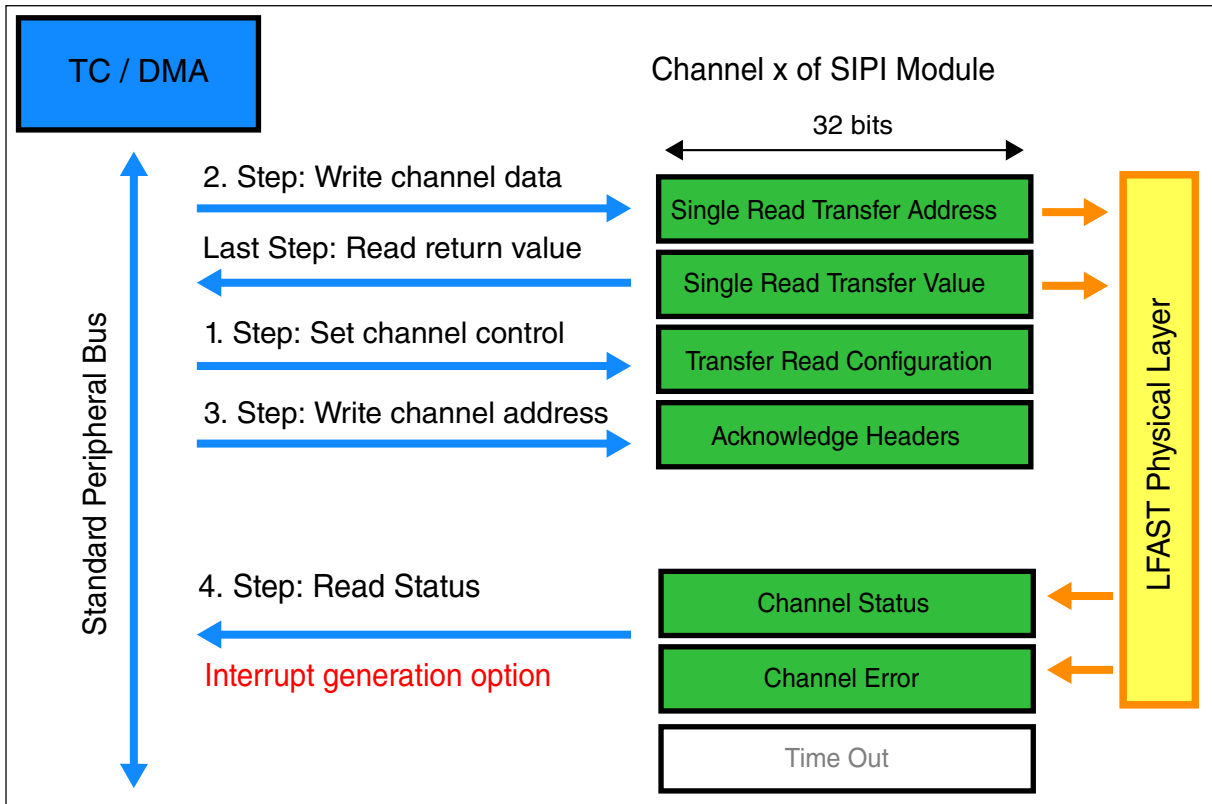 TC / DMA
Channel x of SIPI Module
32 bits
2. Step: Write channel data
Single Read Transfer Address
Last Step: Read return value
Single Read Transfer Value
1. Step: Set channel control
Transfer Read Configuration
3. Step: Write channel address
Acknowledge Headers
Standard Peripheral Bus
LFAST Physical Layer
4. Step: Read Status
Channel Status
Interrupt generation option
Channel Error
Time Out